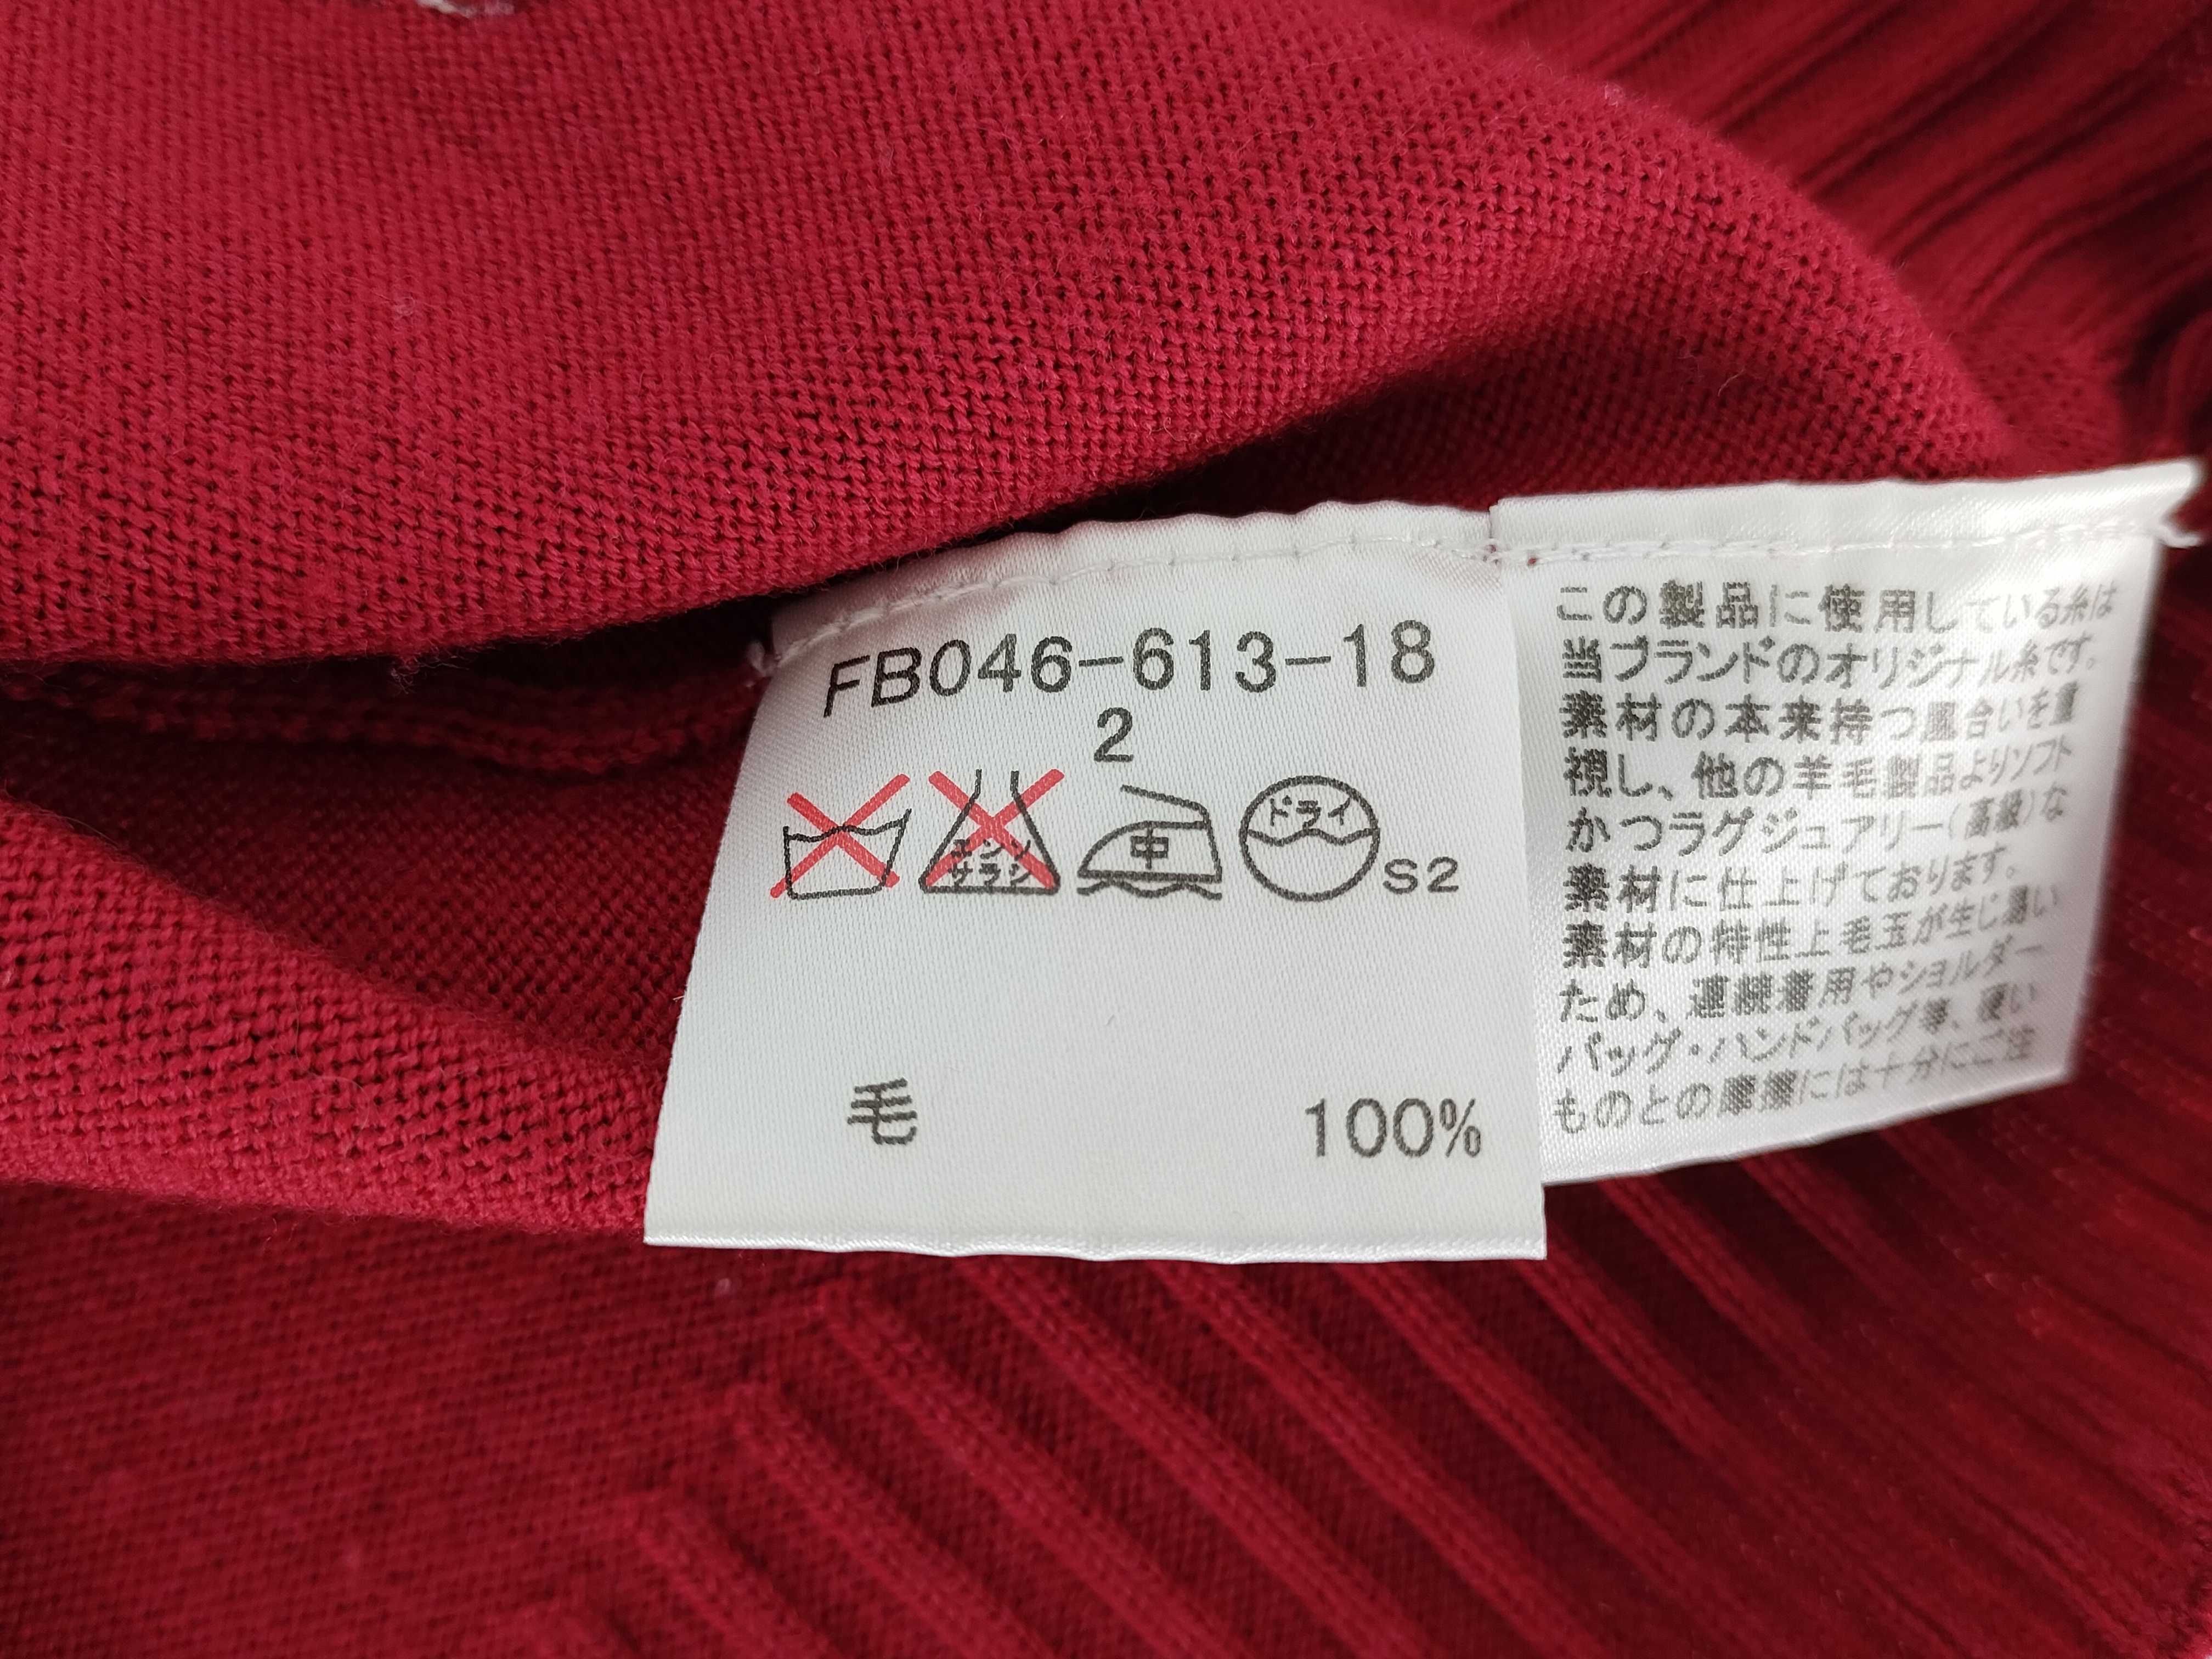 FB046-613-18
2
エンソ
サラシ
中
ドライ
S2
毛 100%
この製品に使用している糸は
当ブランドのオリジナル糸です。
素材の本来持つ風合いを重
視し、他の羊毛製品よりソフト
かつラグジュアリー(高級)な
素材に仕上げております。
素材の特性上毛玉が生じ易い
ため、連続着用やショルダー
バッグ・ハンドバッグ等、硬い
ものとの摩擦には十分にご注